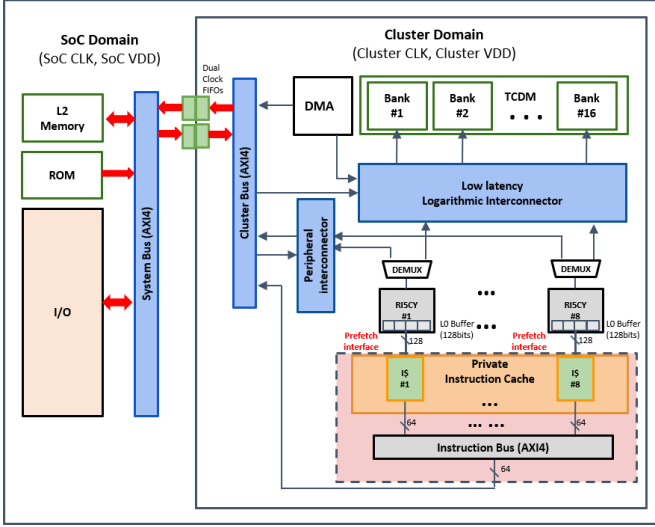 SoC Domain
(SoC CLK, SoC VDD)
Cluster Domain
(Cluster CLK, Cluster VDD)
Dual
Clock
FIFOs
L2
Memory
ROM
I/O
System Bus (AXI4)
Cluster Bus (AXI4)
DMA
Bank
#1
Bank
#2
TCDM
. . .
Bank
#16
Low latency
Logarithmic Interconnector
Peripheral
interconnector
DEMUX
DEMUX
RISCY
#1
...
RISCY
#8
L0 Buffer
(128bits)
...
L0 Buffer
(128bits)
Prefetch
interface
128
Prefetch
interface
128
Private
Instruction Cache
I$
#1
I$
#8
...
64
... ...
64
Instruction Bus (AXI4)
64